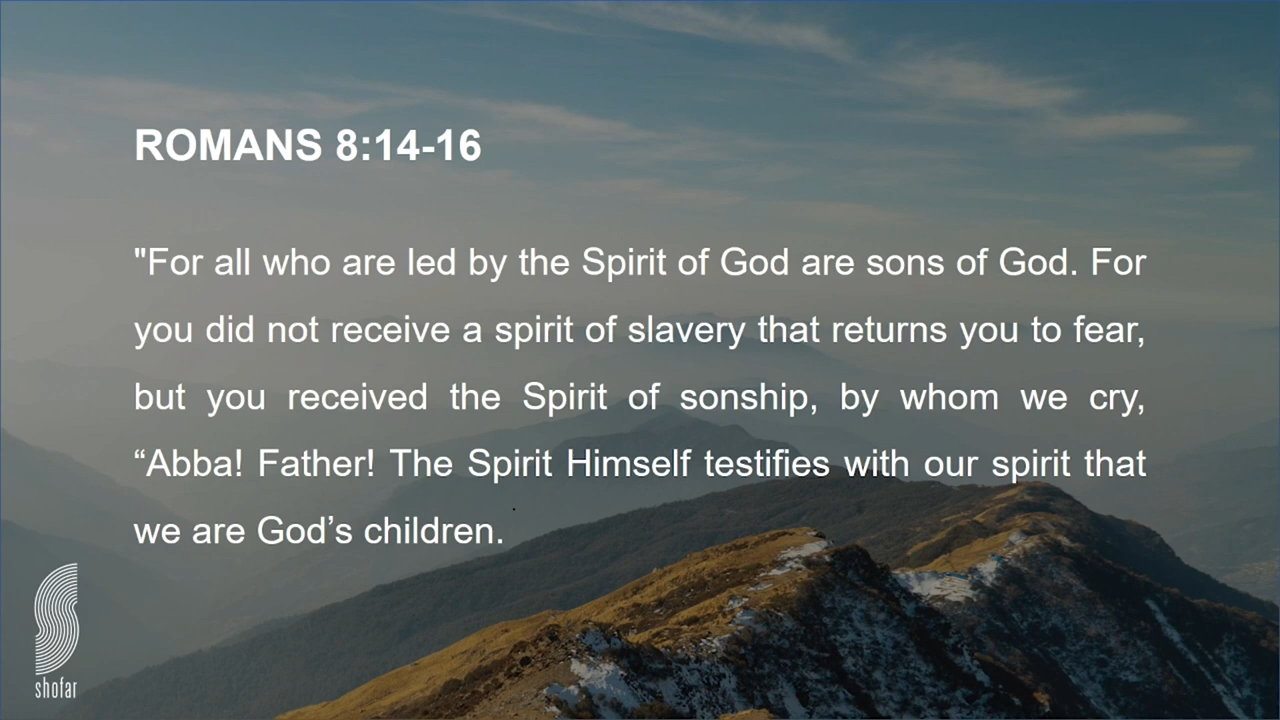 ROMANS 8:14-16
"For all who are led by the Spirit of God are sons of God. For
you did not receive a spirit of slavery that returns you to fear,
but you received the Spirit of sonship, by whom we cry,
“Abba! Father! The Spirit Himself testifies with our spirit that
we are God’s children.
shofar